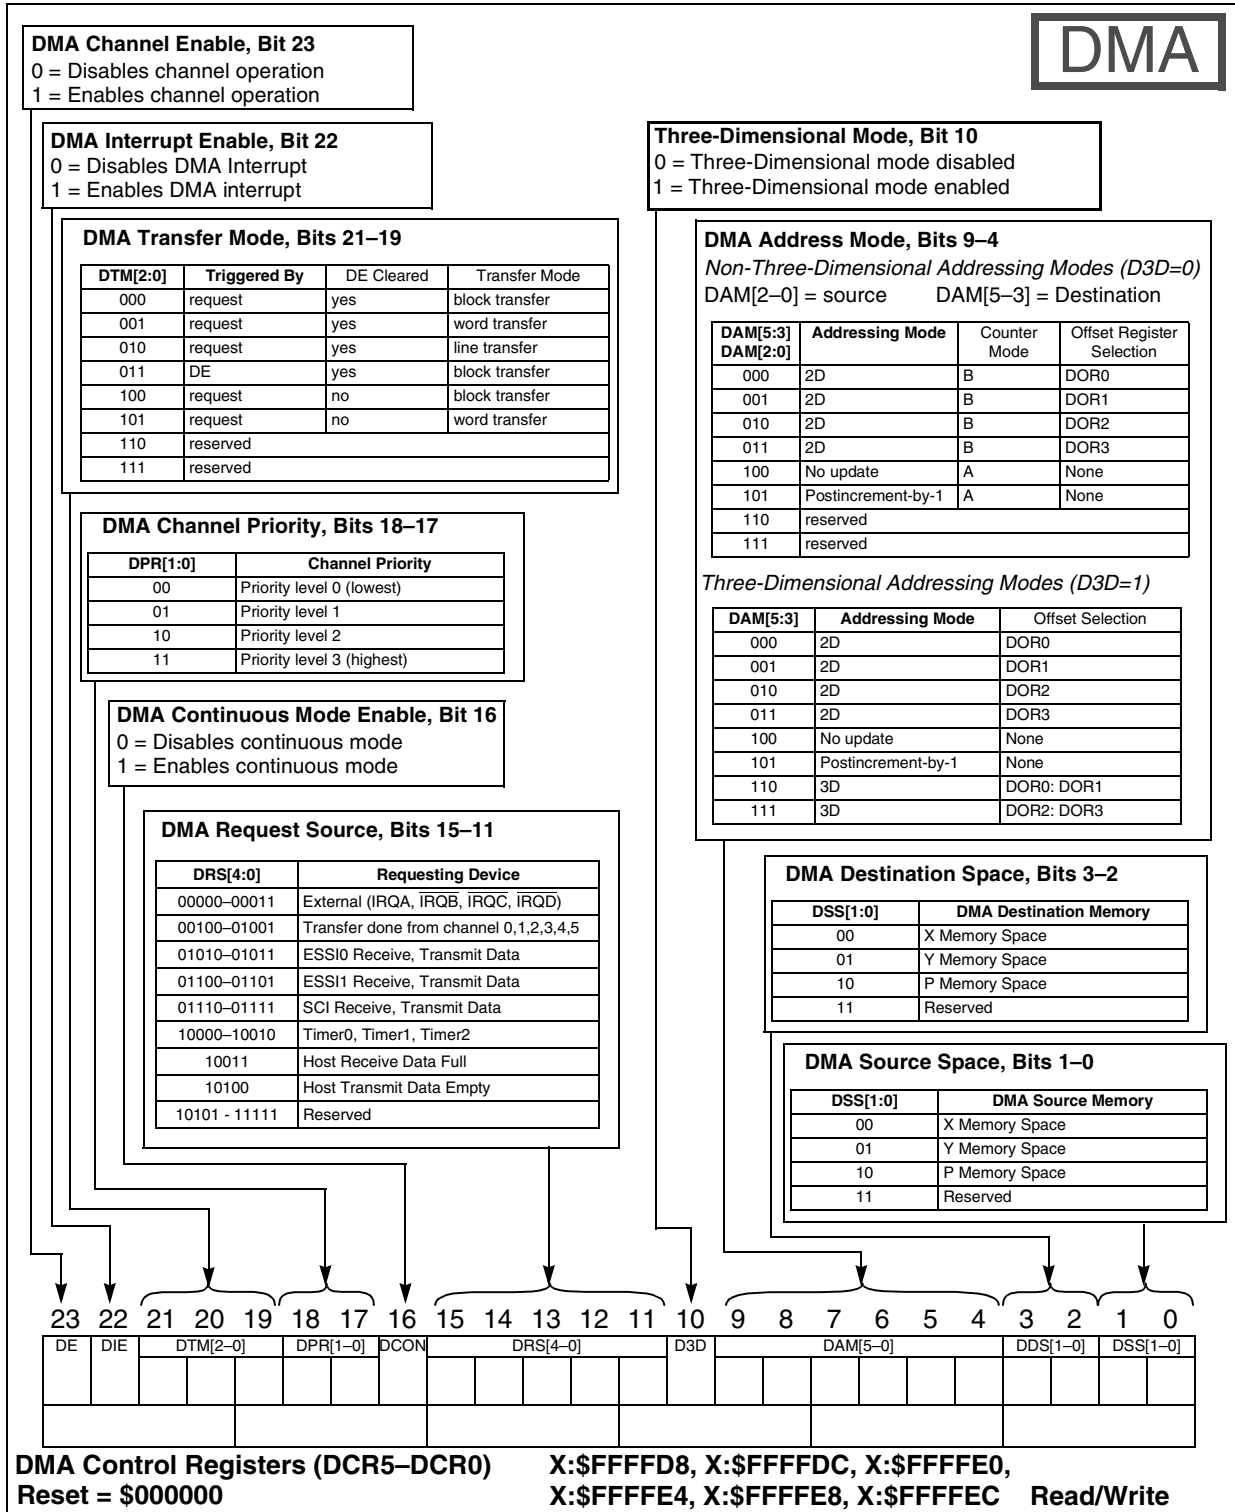 DMA
DMA Channel Enable, Bit 23
0 = Disables channel operation
1 = Enables channel operation
DMA Interrupt Enable, Bit 22
0 = Disables DMA Interrupt
1 = Enables DMA interrupt
DMA Transfer Mode, Bits 21–19
DTM[2:0] Triggered By DE Cleared Transfer Mode
000 request yes block transfer
001 request yes word transfer
010 request yes line transfer
011 DE yes block transfer
100 request no block transfer
101 request no word transfer
110 reserved
111 reserved
DMA Channel Priority, Bits 18–17
DPR[1:0] Channel Priority
00 Priority level 0 (lowest)
01 Priority level 1
10 Priority level 2
11 Priority level 3 (highest)
DMA Continuous Mode Enable, Bit 16
0 = Disables continuous mode
1 = Enables continuous mode
DMA Request Source, Bits 15–11
DRS[4:0] Requesting Device
00000–00011 External (IRQA, IRQB, IRQC, IRQD)
00100–01001 Transfer done from channel 0,1,2,3,4,5
01010–01011 ESSI0 Receive, Transmit Data
01100–01101 ESSI1 Receive, Transmit Data
01110–01111 SCI Receive, Transmit Data
10000–10010 Timer0, Timer1, Timer2
10011 Host Receive Data Full
10100 Host Transmit Data Empty
10101 - 11111 Reserved
Three-Dimensional Mode, Bit 10
0 = Three-Dimensional mode disabled
1 = Three-Dimensional mode enabled
DMA Address Mode, Bits 9–4
Non-Three-Dimensional Addressing Modes (D3D=0)
DAM[2–0] = source DAM[5–3] = Destination
DAM[5:3] DAM[2:0] Addressing Mode Counter Mode Offset Register Selection
000 2D B DOR0
001 2D B DOR1
010 2D B DOR2
011 2D B DOR3
100 No update A None
101 Postincrement-by-1 A None
110 reserved
111 reserved
Three-Dimensional Addressing Modes (D3D=1)
DAM[5:3] Addressing Mode Offset Selection
000 2D DOR0
001 2D DOR1
010 2D DOR2
011 2D DOR3
100 No update None
101 Postincrement-by-1 None
110 3D DOR0: DOR1
111 3D DOR2: DOR3
DMA Destination Space, Bits 3–2
DSS[1:0] DMA Destination Memory
00 X Memory Space
01 Y Memory Space
10 P Memory Space
11 Reserved
DMA Source Space, Bits 1–0
DSS[1:0] DMA Source Memory
00 X Memory Space
01 Y Memory Space
10 P Memory Space
11 Reserved
23 22 21 20 19 18 17 16 15 14 13 12 11 10 9 8 7 6 5 4 3 2 1 0
DE DIE DTM[2–0] DPR[1–0] DCON DRS[4–0] D3D DAM[5–0] DDS[1–0] DSS[1–0]
DMA Control Registers (DCR5–DCR0) X:$FFFFD8, X:$FFFFDC, X:$FFFFE0,
Reset = $000000 X:$FFFFE4, X:$FFFFE8, X:$FFFFEC Read/Write